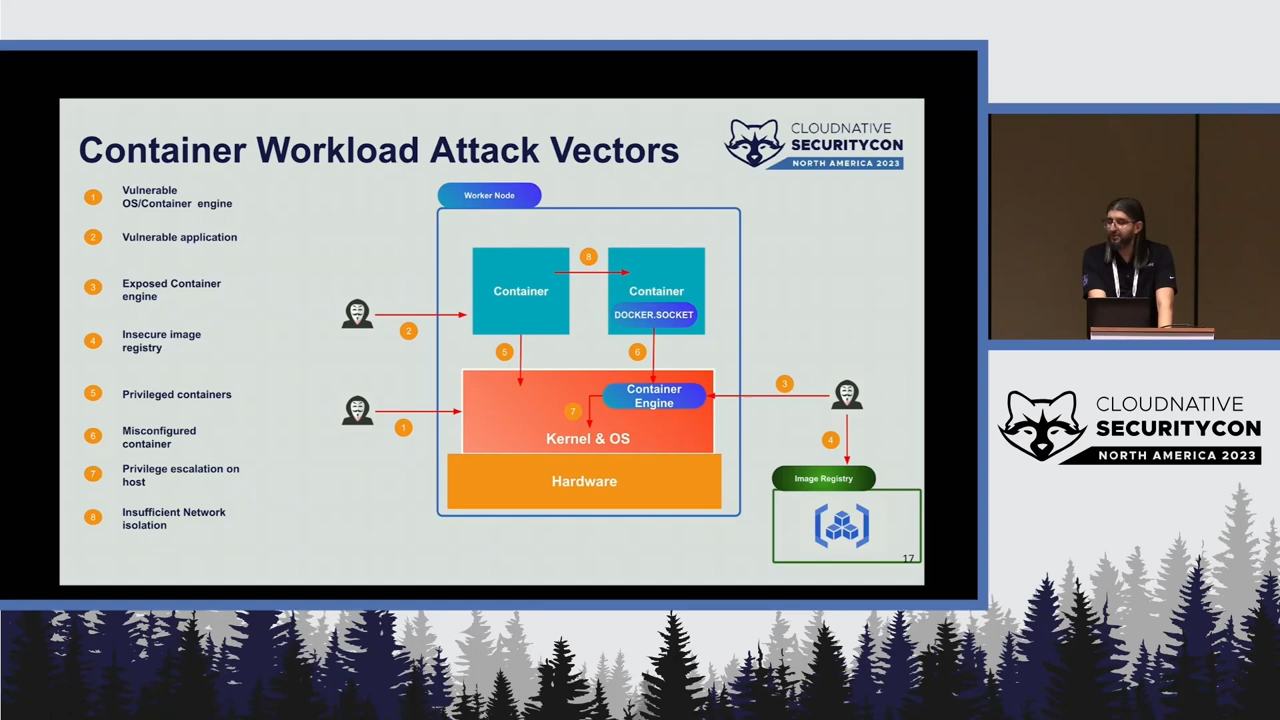 Container Workload Attack Vectors
CLOUDNATIVE
SECURITYCON
NORTH AMERICA 2023
1
Vulnerable
OS/Container engine
2
Vulnerable application
3
Exposed Container
engine
4
Insecure image
registry
5
Privileged containers
6
Misconfigured
container
7
Privilege escalation on
host
8
Insufficient Network
isolation
Worker Node
8
Container
Container
DOCKER.SOCKET
2
5
6
Container
Engine
3
7
1
Kernel & OS
4
Hardware
Image Registry
17
CLOUDNATIVE
SECURITYCON
NORTH AMERICA 2023